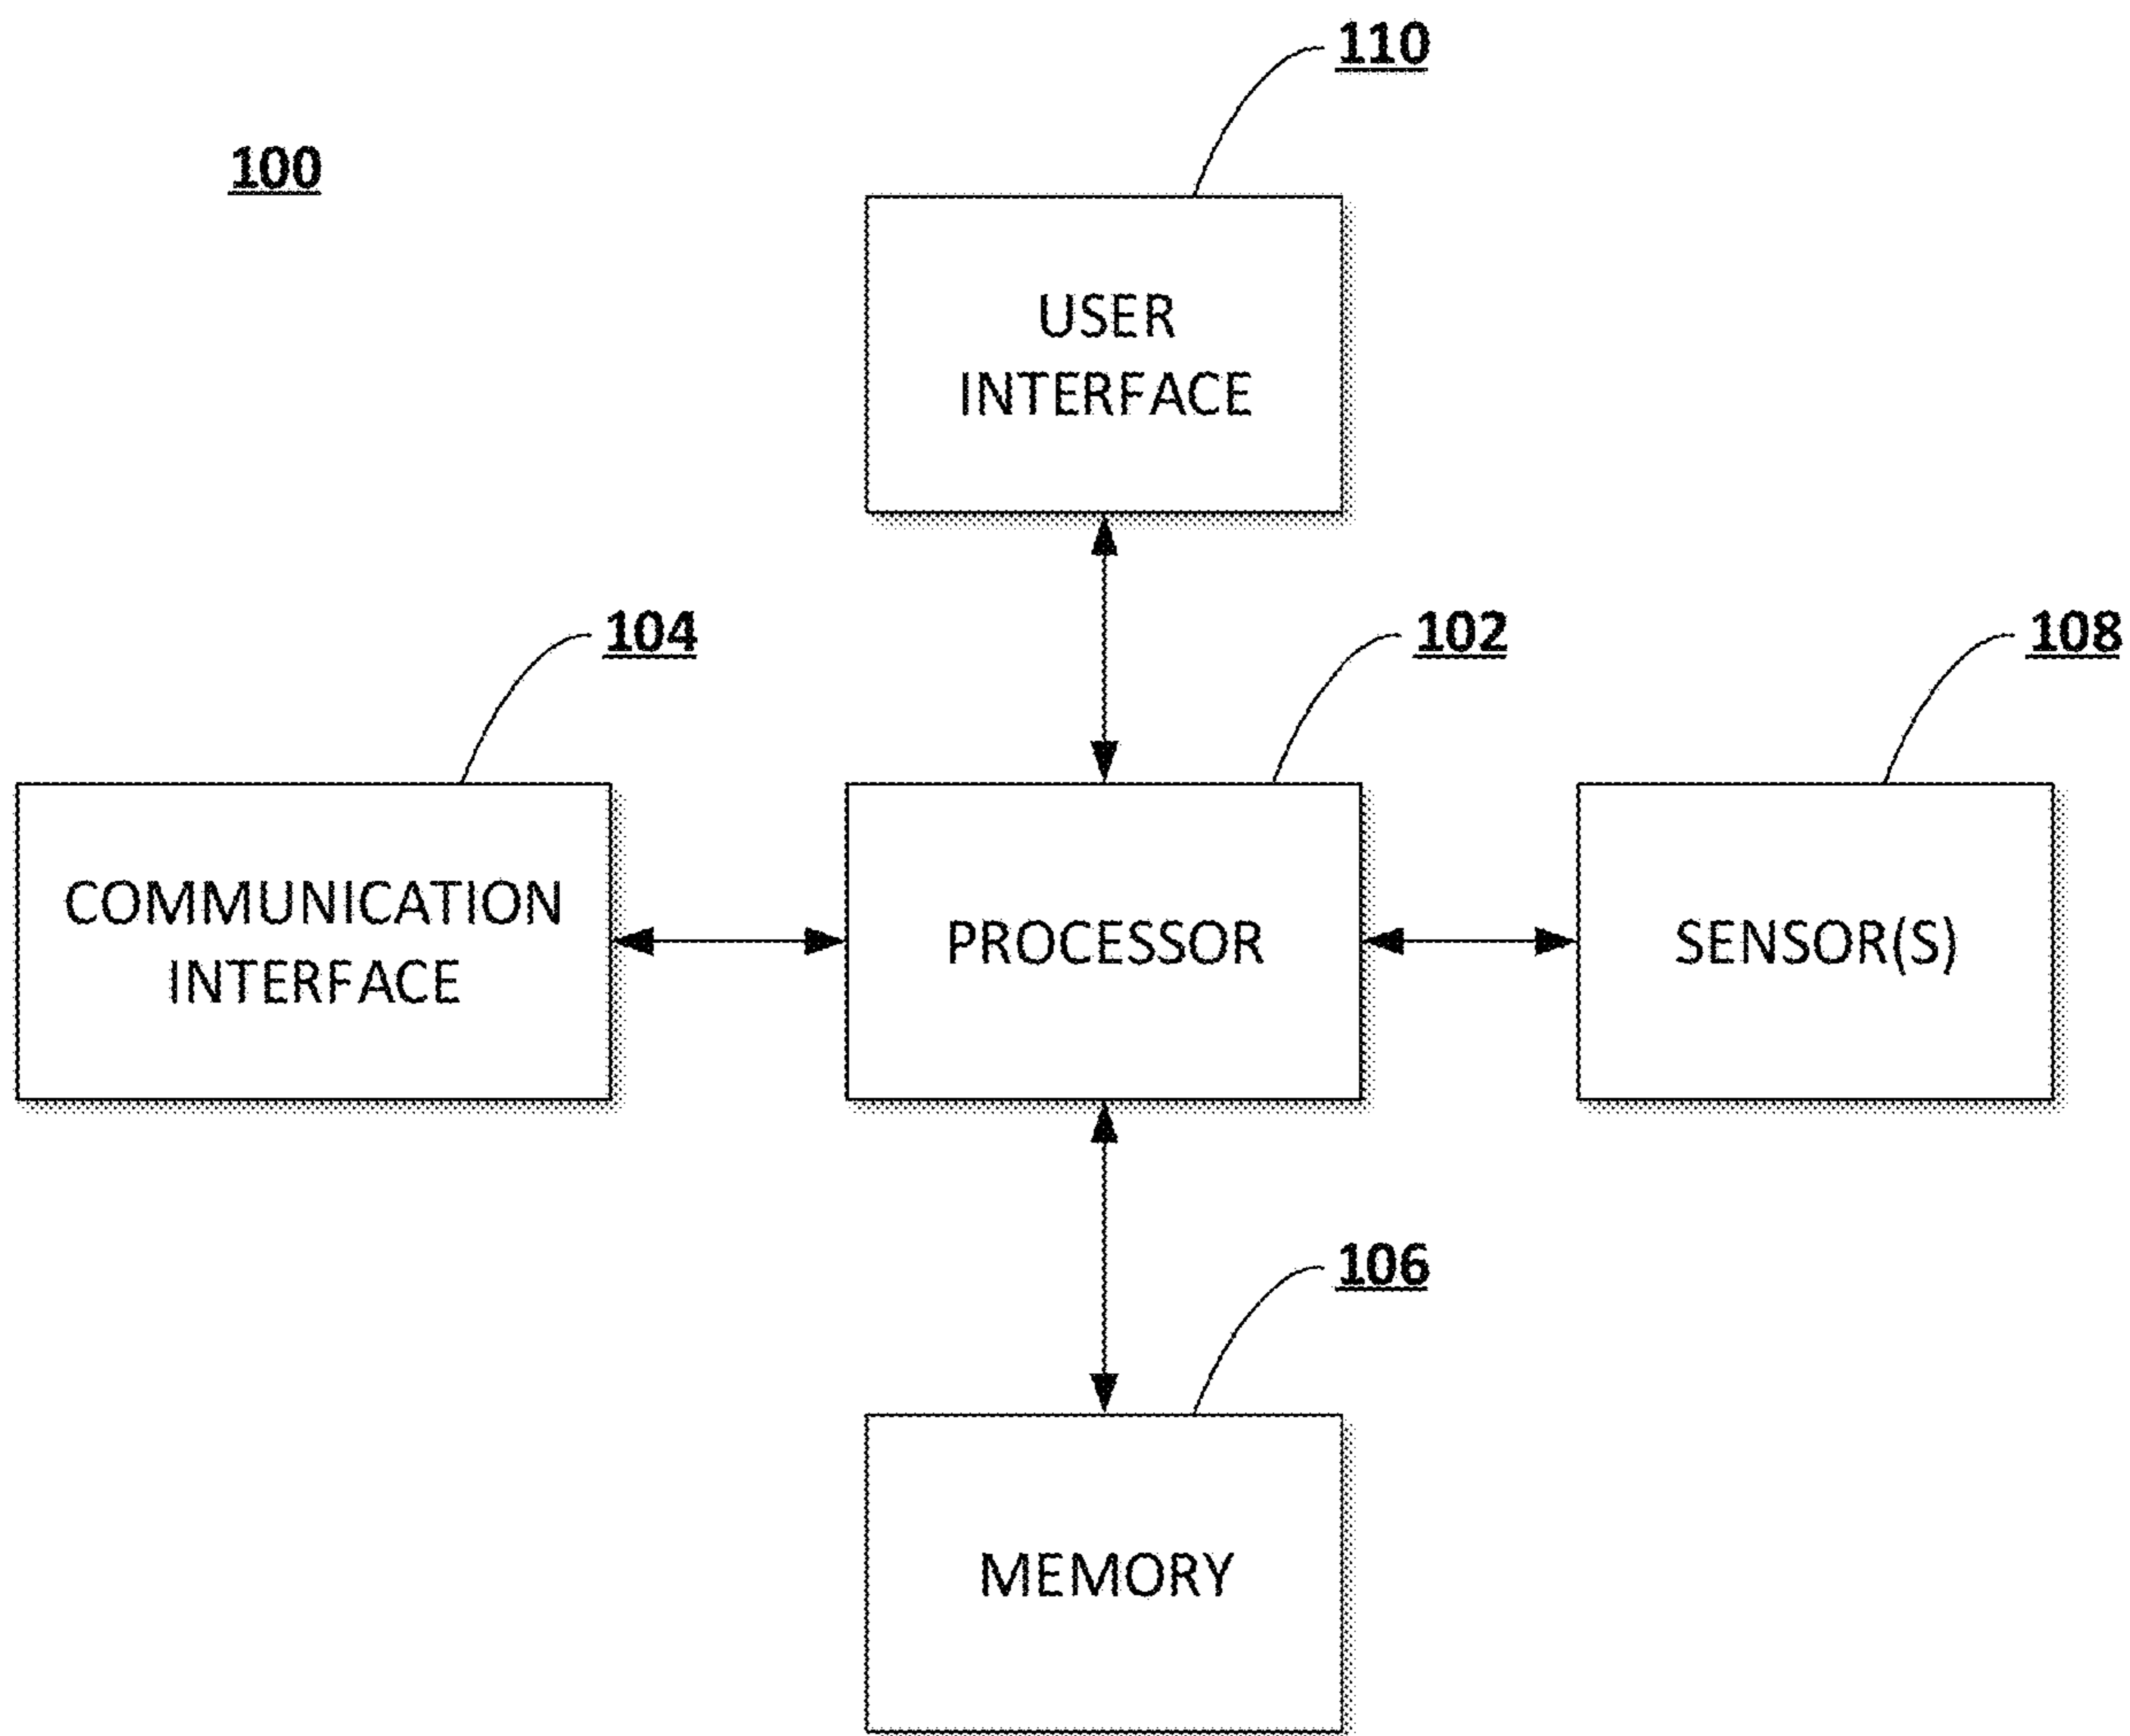 110
100
USER
INTERFACE
104
102
108
COMMUNICATION
INTERFACE
PROCESSOR
SENSOR(S)
106
MEMORY